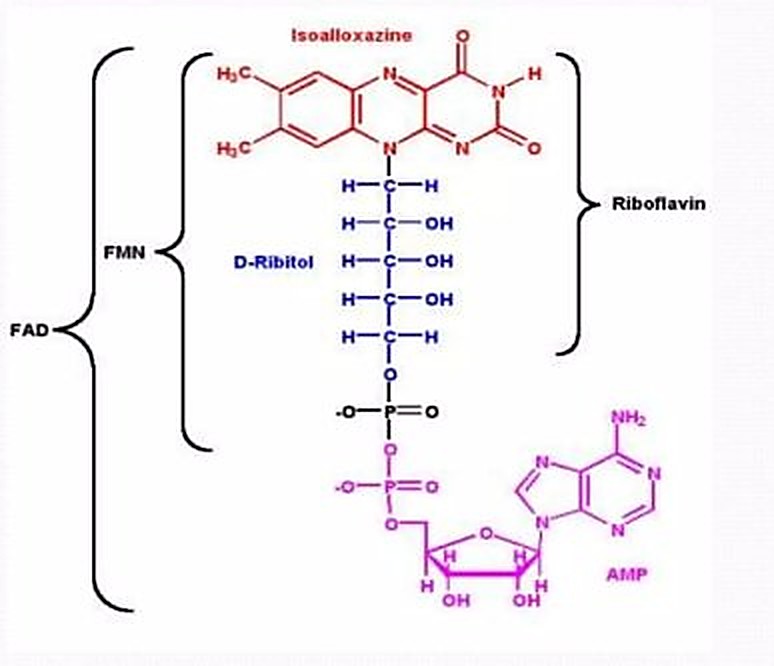 Isoalloxazine
O
H₃C
N
H
N
H₃C
N
N
O
Riboflavin
H C H
H C OH
FMN
D-Ribitol
H C OH
H C OH
FAD
H C H
O
-O P O
NH₂
O
N
N
-O P O
O
N
N
O
H
H
AMP
H
H
OH
OH